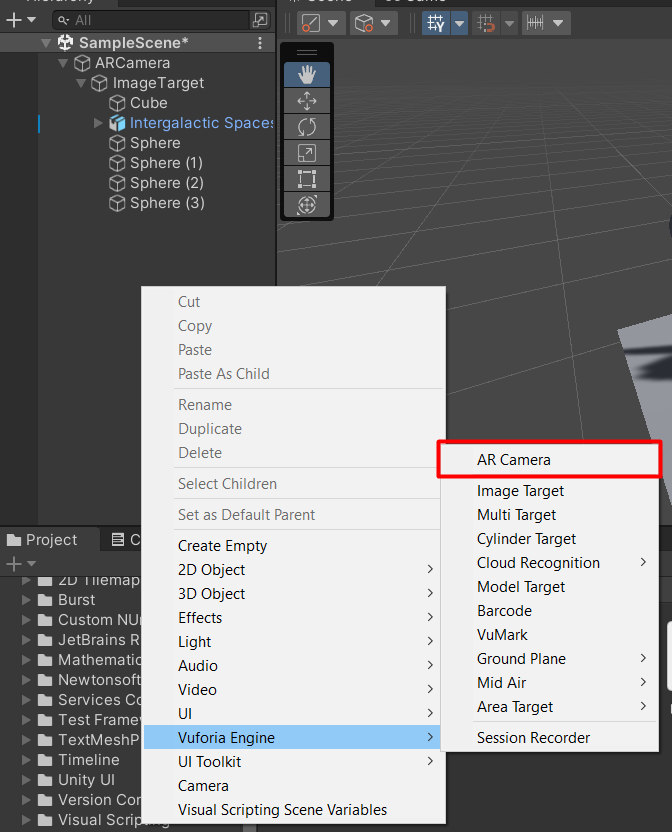 All
SampleScene*
ARCamera
ImageTarget
Cube
Intergalactic Spaces
Sphere
Sphere (1)
Sphere (2)
Sphere (3)
Cut
Copy
Paste
Paste As Child
Rename
Duplicate
Delete
Select Children
Set as Default Parent
Create Empty
2D Object
3D Object
Effects
Light
Audio
Video
UI
Vuforia Engine
UI Toolkit
Camera
Visual Scripting Scene Variables
AR Camera
Image Target
Multi Target
Cylinder Target
Cloud Recognition
Model Target
Barcode
VuMark
Ground Plane
Mid Air
Area Target
Session Recorder
Project
C
2D Tilemap
Burst
Custom NU
JetBrains R
Mathematic
Newtonsoft
Services Co
Test Frame
TextMeshP
Timeline
Unity UI
Version Con
Visual Scripting